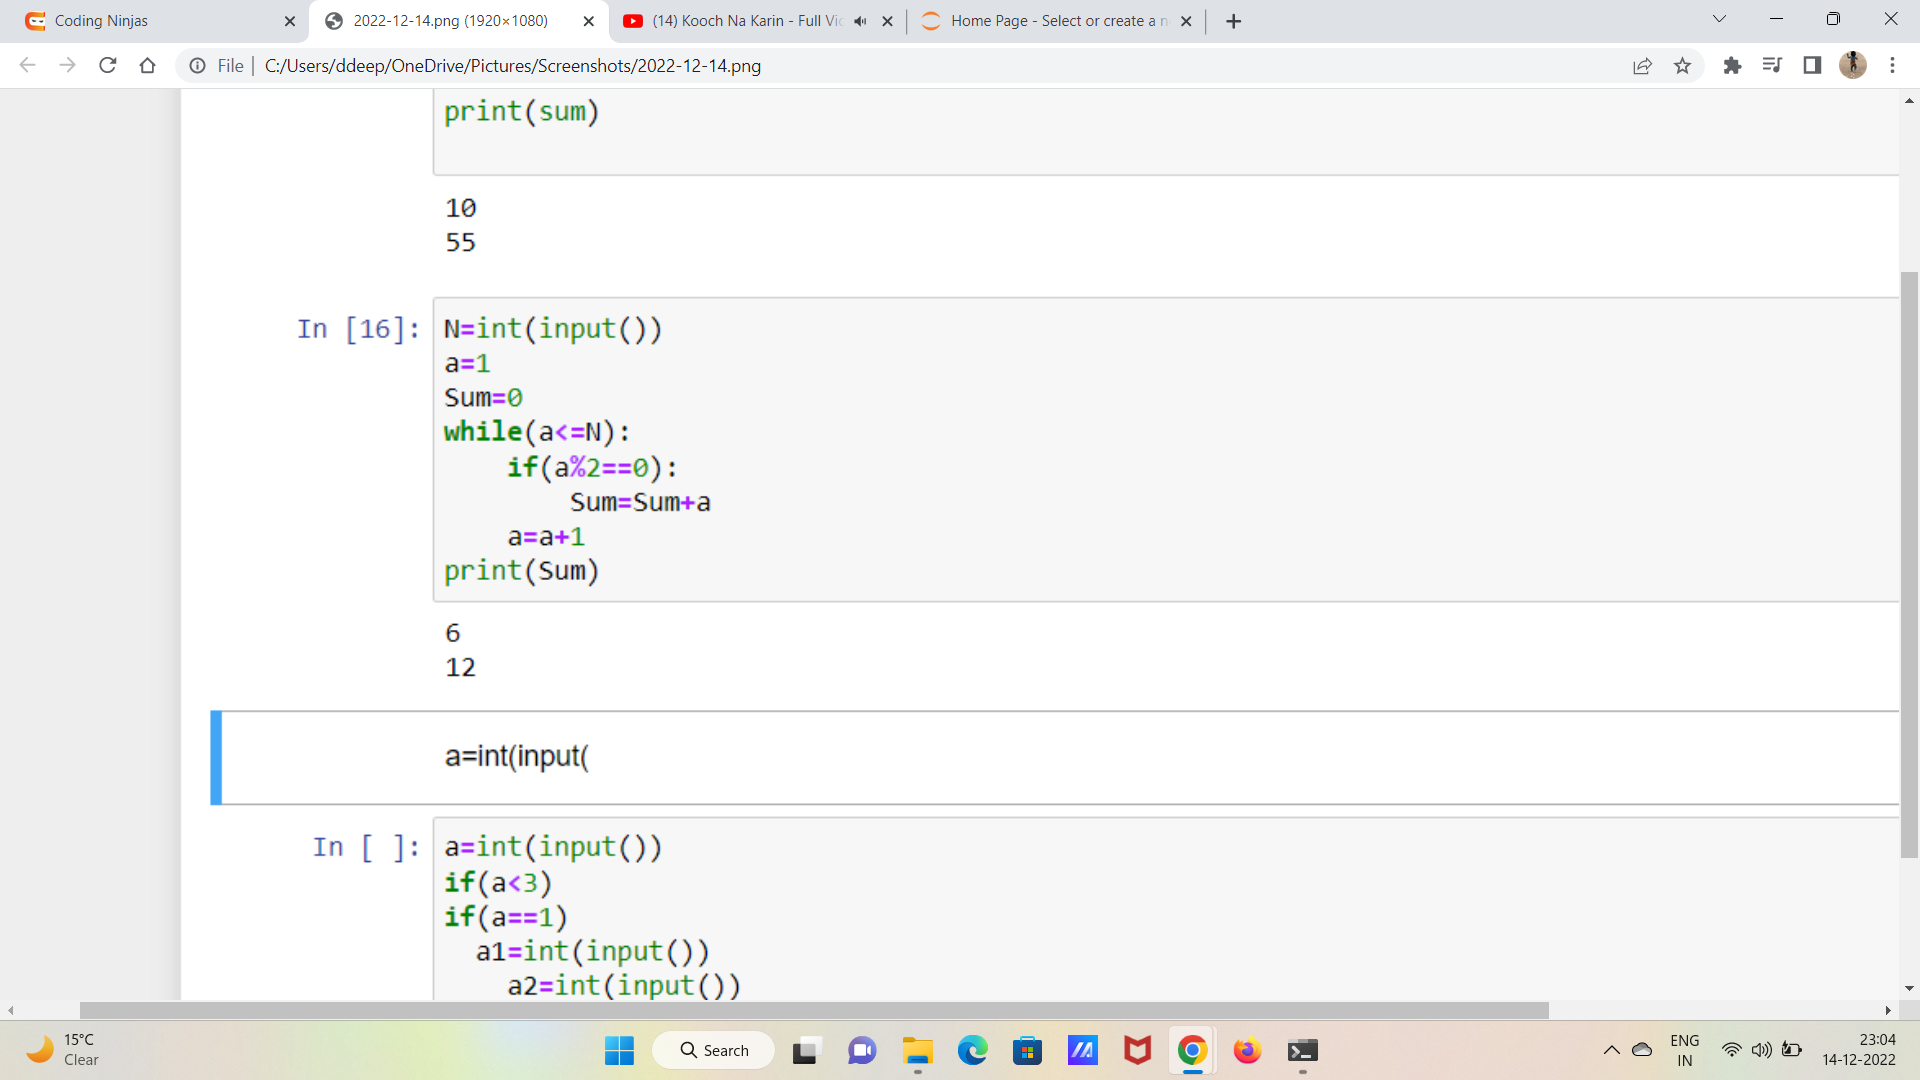 Coding Ninjas
2022-12-14.png (1920×1080)
(14) Kooch Na Karin - Full Vi
Home Page - Select or create a n
File
C:/Users/ddeep/OneDrive/Pictures/Screenshots/2022-12-14.png
print(sum)
10
55
In [16]:
N=int(input())
a=1
Sum=0
while(a<=N):
    if(a%2==0):
        Sum=Sum+a
    a=a+1
print(Sum)
6
12
a=int(input(
In [ ]:
a=int(input())
if(a<3)
if(a==1)
  a1=int(input())
    a2=int(input())
15°C
Clear
Search
ENG
IN
23:04
14-12-2022